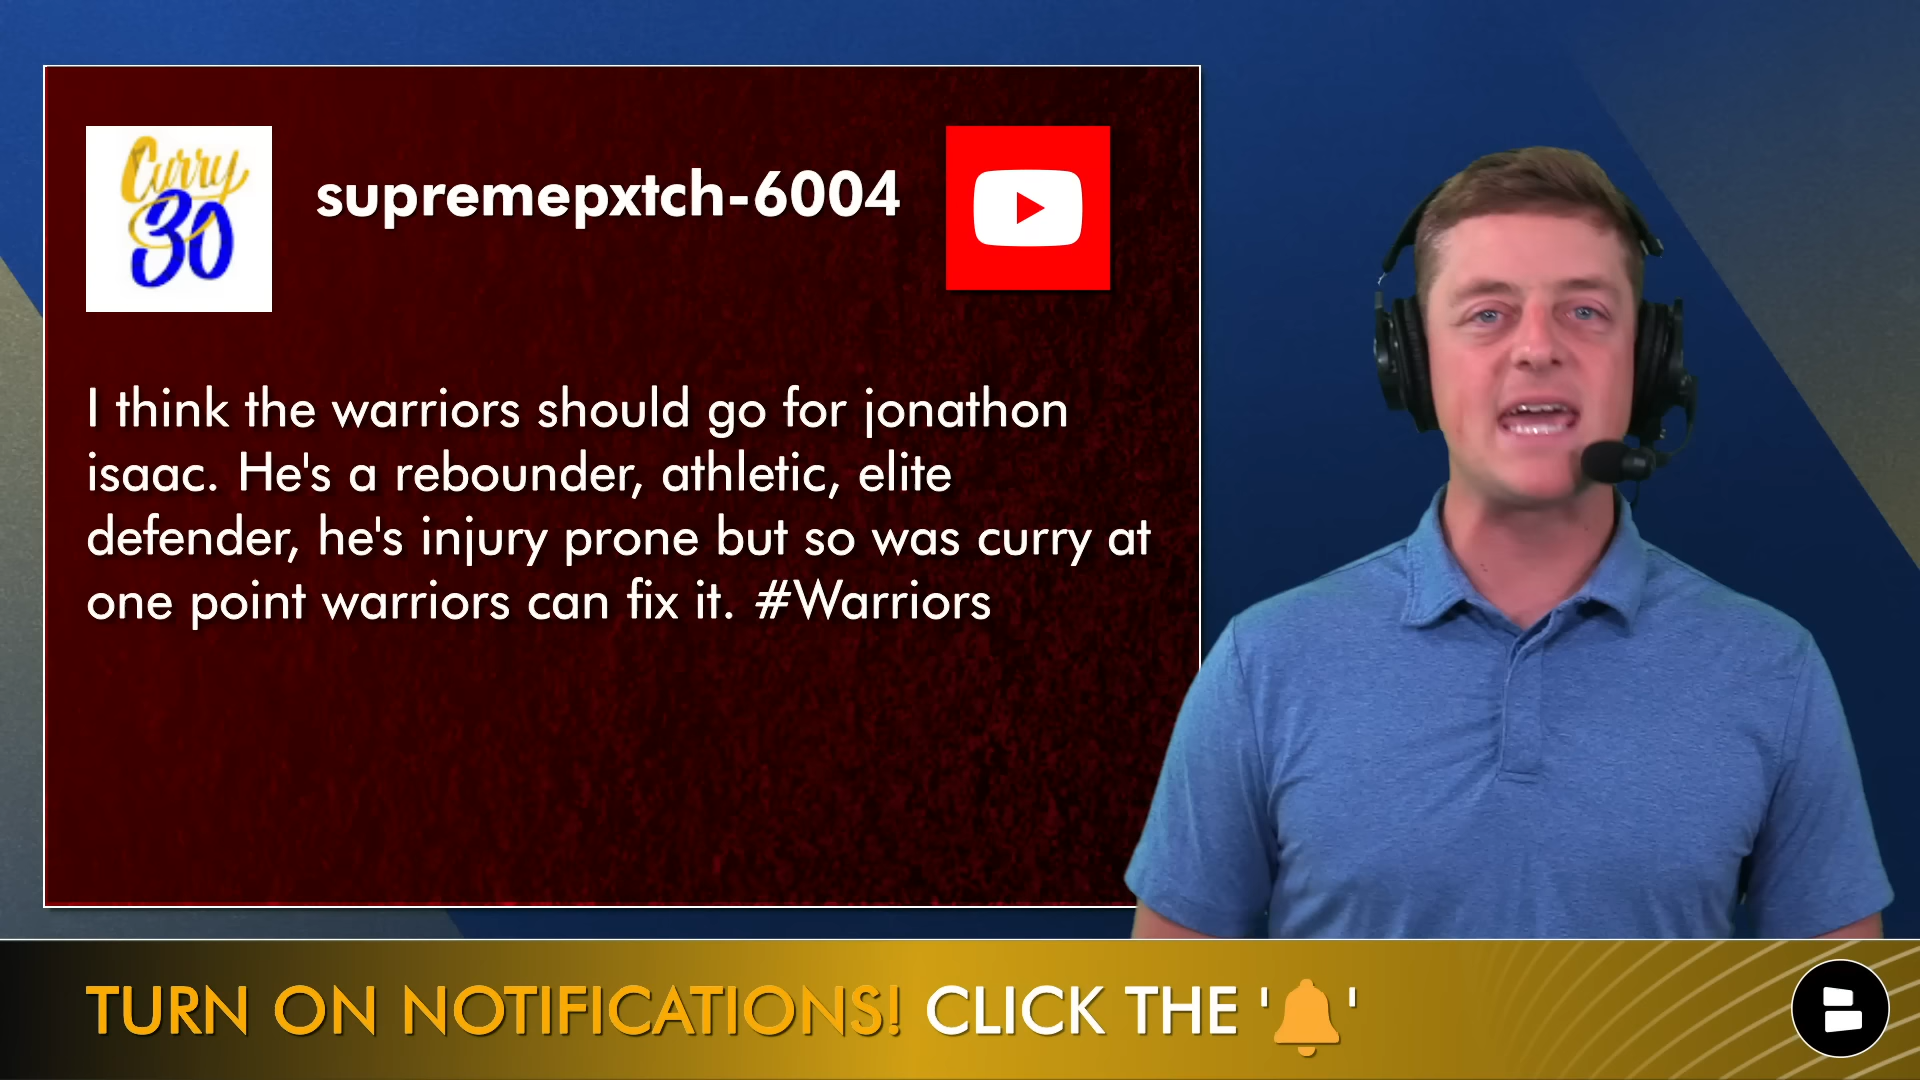 Curry
30
supremepxtch-6004
I think the warriors should go for jonathon
isaac. He's a rebounder, athletic, elite
defender, he's injury prone but so was curry at
one point warriors can fix it. #Warriors
TURN ON NOTIFICATIONS! CLICK THE '🔔'